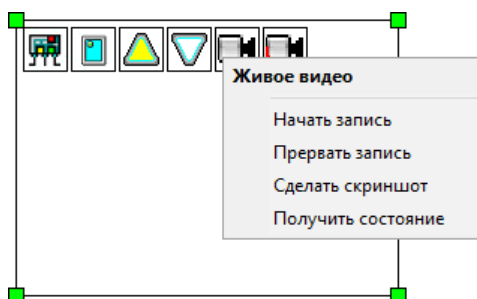 Живое видео
Начать запись
Прервать запись
Сделать скриншот
Получить состояние